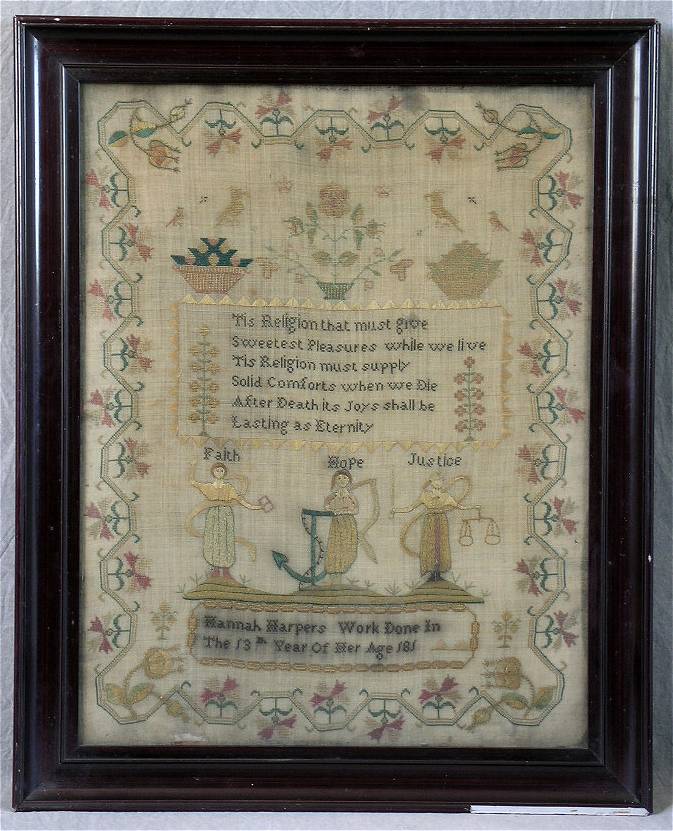 Tis Religion that must give
Sweetest Pleasures while we live
Tis Religion must supply
Solid Comforts when we Die
After Death its Joys shall be
Lasting as Eternity
Faith Hope Justice
Hannah Harpers Work Done In
The 13th Year Of Her Age 181